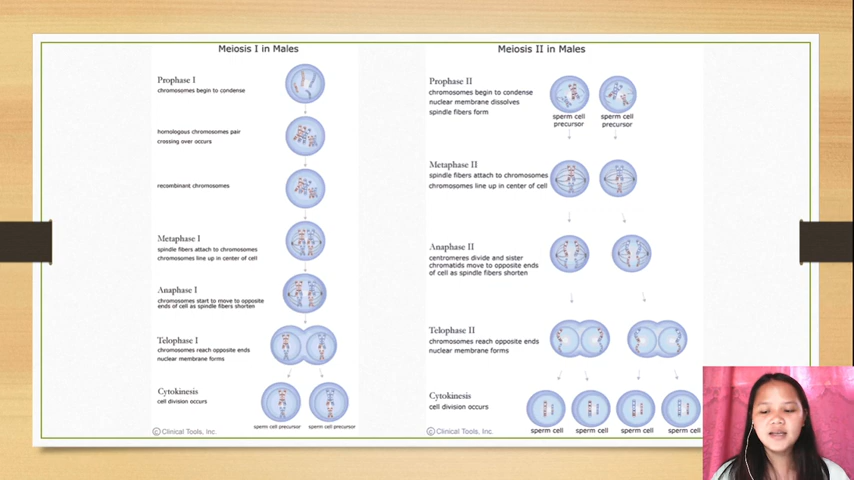 Meiosis I in Males
Prophase I
chromosomes begin to condense
homologous chromosomes pair
crossing over occurs
recombinant chromosomes
Metaphase I
spindle fibers attach to chromosomes
chromosomes line up in center of cell
Anaphase I
chromosomes start to move to opposite
ends of cell as spindle fibers shorten
Telophase I
chromosomes reach opposite ends
nuclear membrane forms
Cytokinesis
cell division occurs
sperm cell precursor sperm cell precursor
© Clinical Tools, Inc.
Meiosis II in Males
Prophase II
chromosomes begin to condense
nuclear membrane dissolves
spindle fibers form
sperm cell sperm cell
precursor precursor
Metaphase II
spindle fibers attach to chromosomes
chromosomes line up in center of cell
Anaphase II
centromeres divide and sister
chromatids move to opposite ends
of cell as spindle fibers shorten
Telophase II
chromosomes reach opposite ends
nuclear membrane forms
Cytokinesis
cell division occurs
sperm cell sperm cell sperm cell sperm cell
© Clinical Tools, Inc.